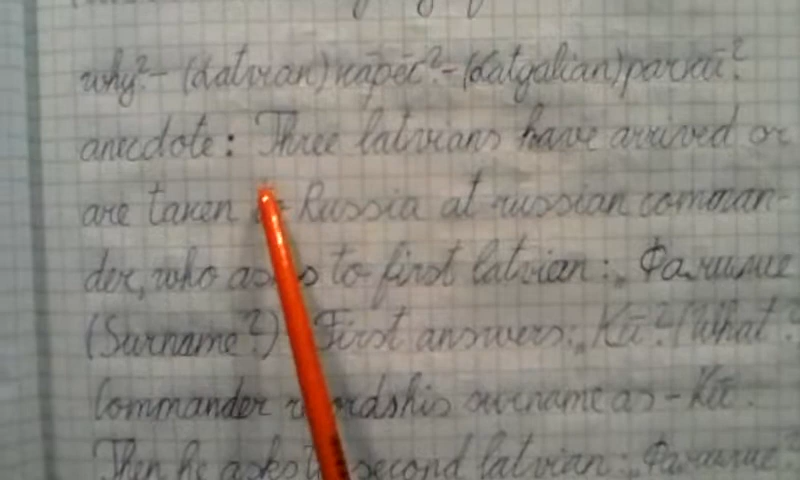 why? - (Latvian) kāpēc? - (Latgalian) parkū?
anecdote: Three latvians have arrived or
are taken Russia at russian comman-
der, who asks to first latvian: „Фамилие
(Surname?) First answers: „Kū? (What?
Commander records his surname as - Kū.
Then he asks second latvian: „Фамилие?